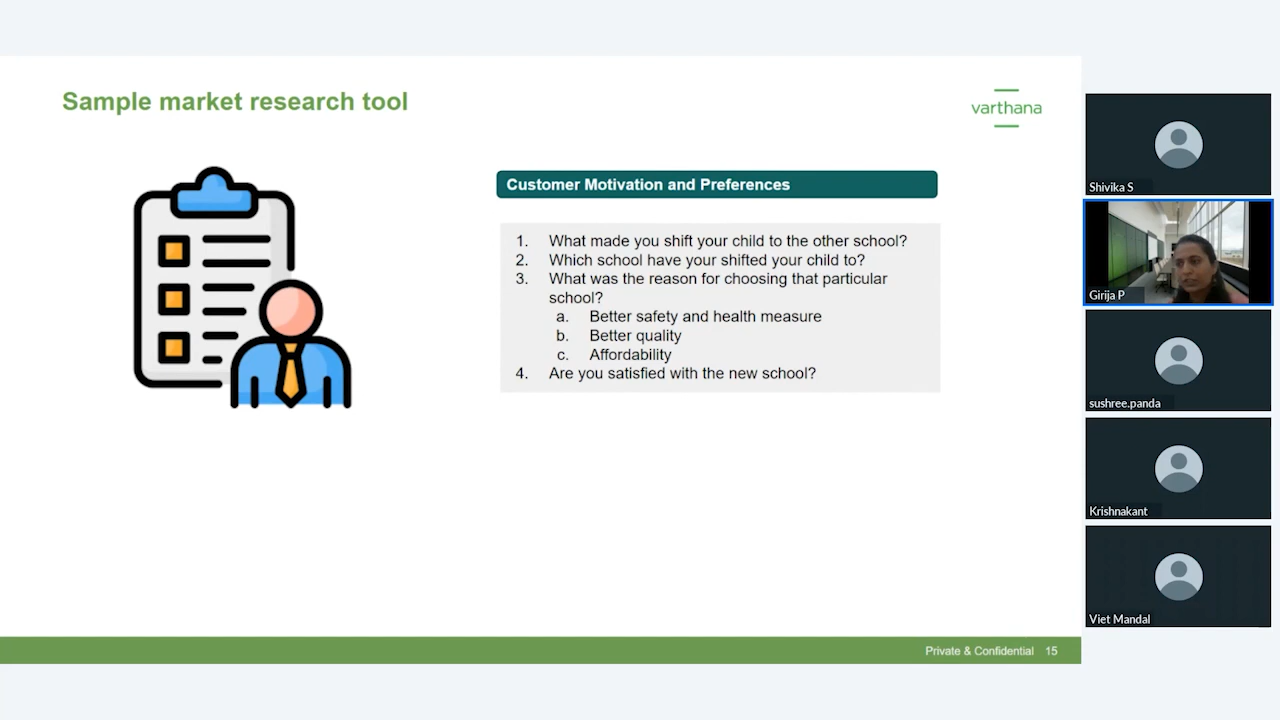 Sample market research tool
varthana
Customer Motivation and Preferences
1. What made you shift your child to the other school?
2. Which school have your shifted your child to?
3. What was the reason for choosing that particular
school?
a. Better safety and health measure
b. Better quality
c. Affordability
4. Are you satisfied with the new school?
Private & Confidential 15
Shivika S
Girija P
sushree.panda
Krishnakant
Viet Mandal